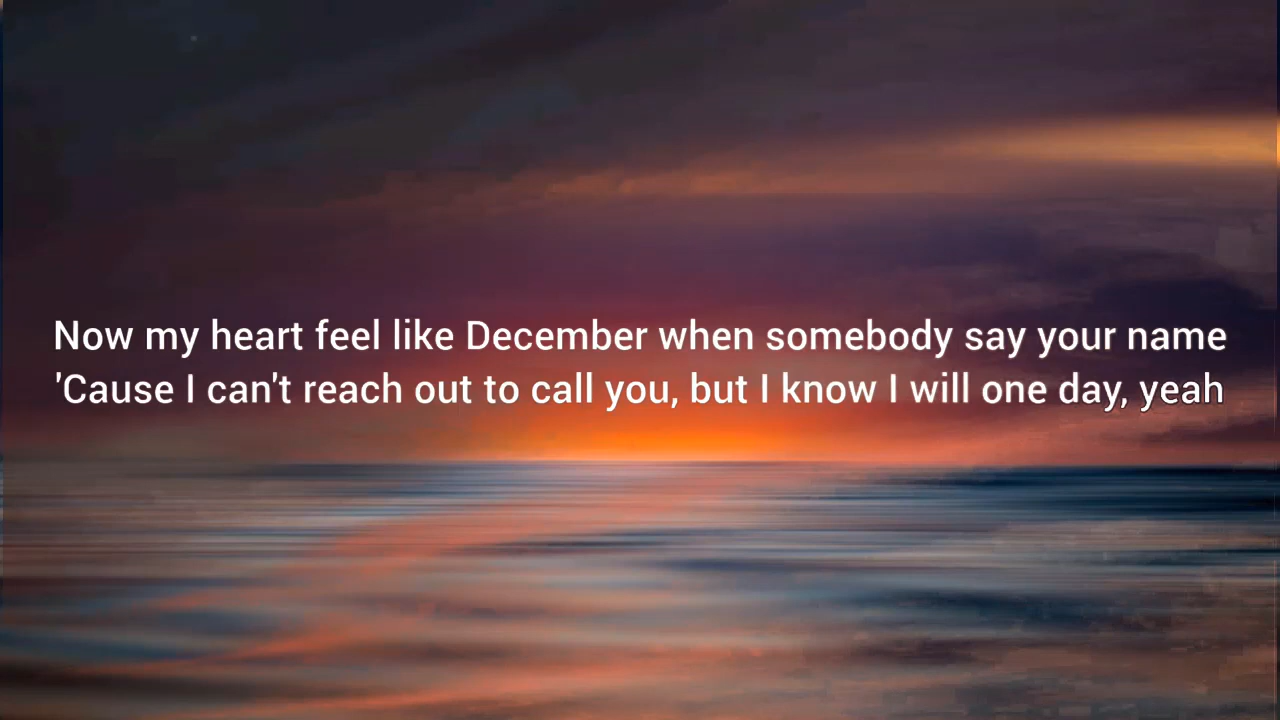 Now my heart feel like December when somebody say your name
'Cause I can't reach out to call you, but I know I will one day, yeah